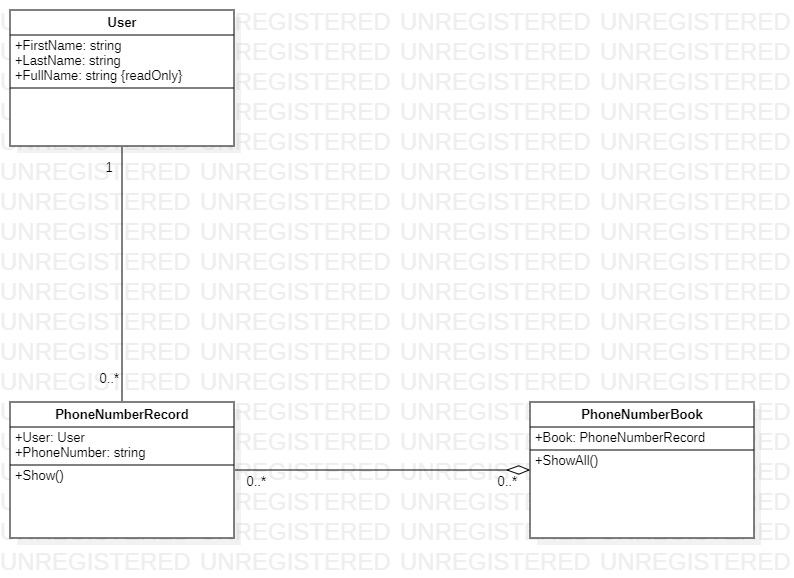 User
+FirstName: string
+LastName: string
+FullName: string {readOnly}
1
0..*
PhoneNumberRecord
+User: User
+PhoneNumber: string
+Show()
0..*
0..*
PhoneNumberBook
+Book: PhoneNumberRecord
+ShowAll()
UNREGISTERED UNREGISTERED UNREGISTERED UNREGISTERED